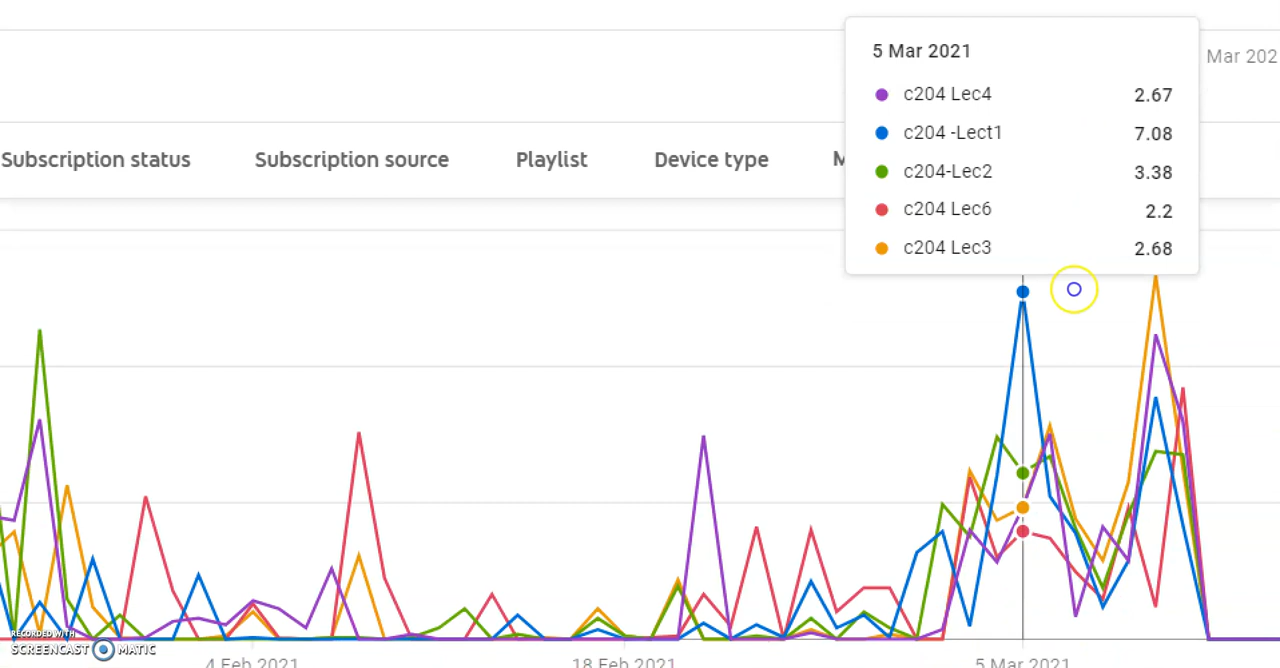 5 Mar 2021
Mar 202
c204 Lec4 2.67
c204 -Lect1 7.08
Subscription status Subscription source Playlist Device type M
c204-Lec2 3.38
c204 Lec6 2.2
c204 Lec3 2.68
RECORDED WITH
SCREENCAST MATIC
4 Feb 2021 18 Feb 2021 5 Mar 2021